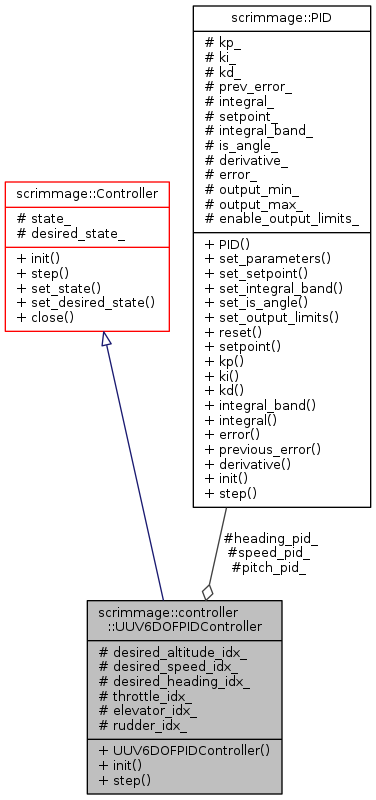 scrimmage::PID
# kp_
# ki_
# kd_
# prev_error_
# integral_
# setpoint_
# integral_band_
# is_angle_
# derivative_
# error_
# output_min_
# output_max_
# enable_output_limits_
+ PID()
+ set_parameters()
+ set_setpoint()
+ set_integral_band()
+ set_is_angle()
+ set_output_limits()
+ reset()
+ setpoint()
+ kp()
+ ki()
+ kd()
+ integral_band()
+ integral()
+ error()
+ previous_error()
+ derivative()
+ init()
+ step()
scrimmage::Controller
# state_
# desired_state_
+ init()
+ step()
+ set_state()
+ set_desired_state()
+ close()
#heading_pid_
#speed_pid_
#pitch_pid_
scrimmage::controller
::UUV6DOFPIDController
# desired_altitude_idx_
# desired_speed_idx_
# desired_heading_idx_
# throttle_idx_
# elevator_idx_
# rudder_idx_
+ UUV6DOFPIDController()
+ init()
+ step()